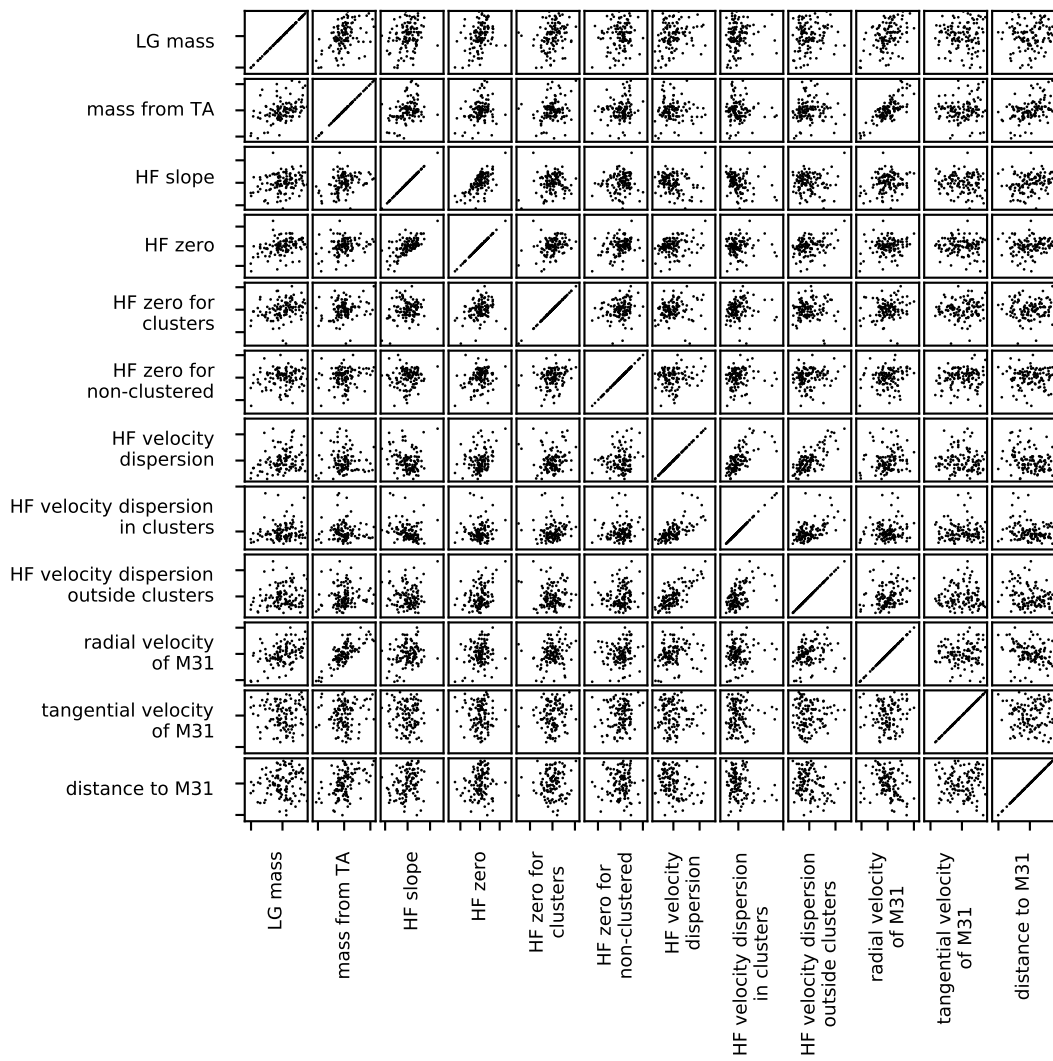 LG mass
mass from TA
HF slope
HF zero
HF zero for
clusters
HF zero for
non-clustered
HF velocity
dispersion
HF velocity dispersion
in clusters
HF velocity dispersion
outside clusters
radial velocity
of M31
tangential velocity
of M31
distance to M31
LG mass
mass from TA
HF slope
HF zero
HF zero for
clusters
HF zero for
non-clustered
HF velocity
dispersion
HF velocity dispersion
in clusters
HF velocity dispersion
outside clusters
radial velocity
of M31
tangential velocity
of M31
distance to M31